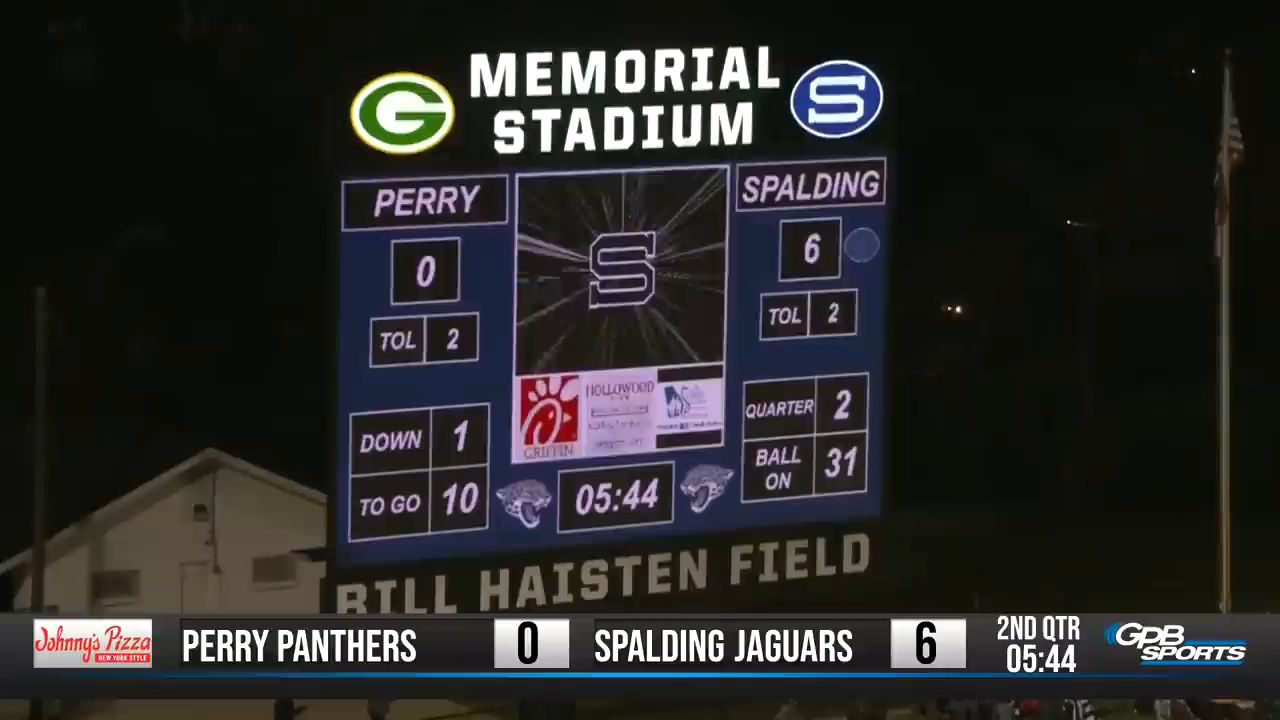 MEMORIAL
STADIUM
G
S
PERRY
0
TOL 2
S
SPALDING
6
TOL 2
DOWN 1
TO GO 10
GRIFFIN
HOLLOWOOD
05:44
QUARTER 2
BALL ON 31
BILL HAISTEN FIELD
Johnny's Pizza
NEW YORK STYLE
PERRY PANTHERS 0
SPALDING JAGUARS 6
2ND QTR
05:44
GPB
SPORTS